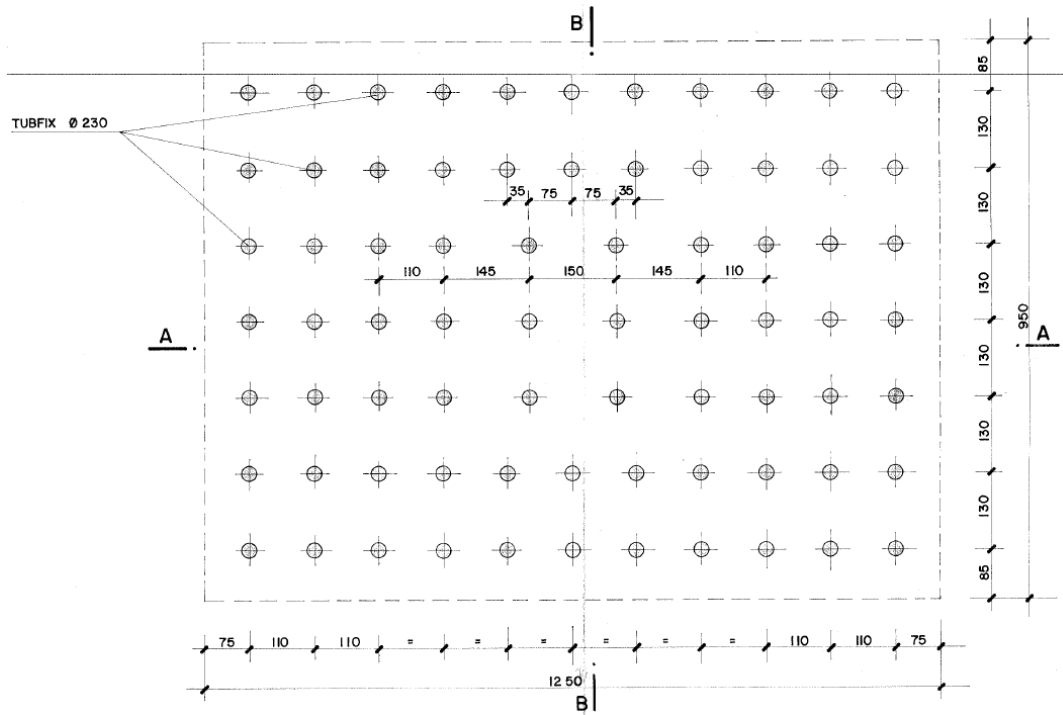 B
85
TUBFIX Ø 230
130
35 75 75 35
130
110 145 150 145 110
130
A
950
A
130
130
130
85
75 110 110 = = = = = = 110 110 75
12 50
B